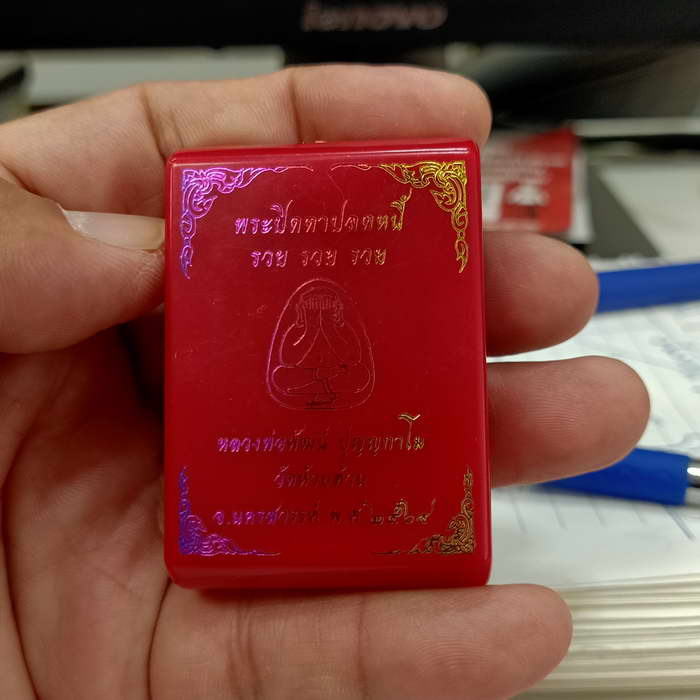 lenovo
พระปิดตาปลดหนี้
รวย รวย รวย
หลวงพ่อพัฒน์ ปุญฺญกาโม
วัดห้วยด้วน
จ.นครสวรรค์ พ.ศ.๒๕๖๔